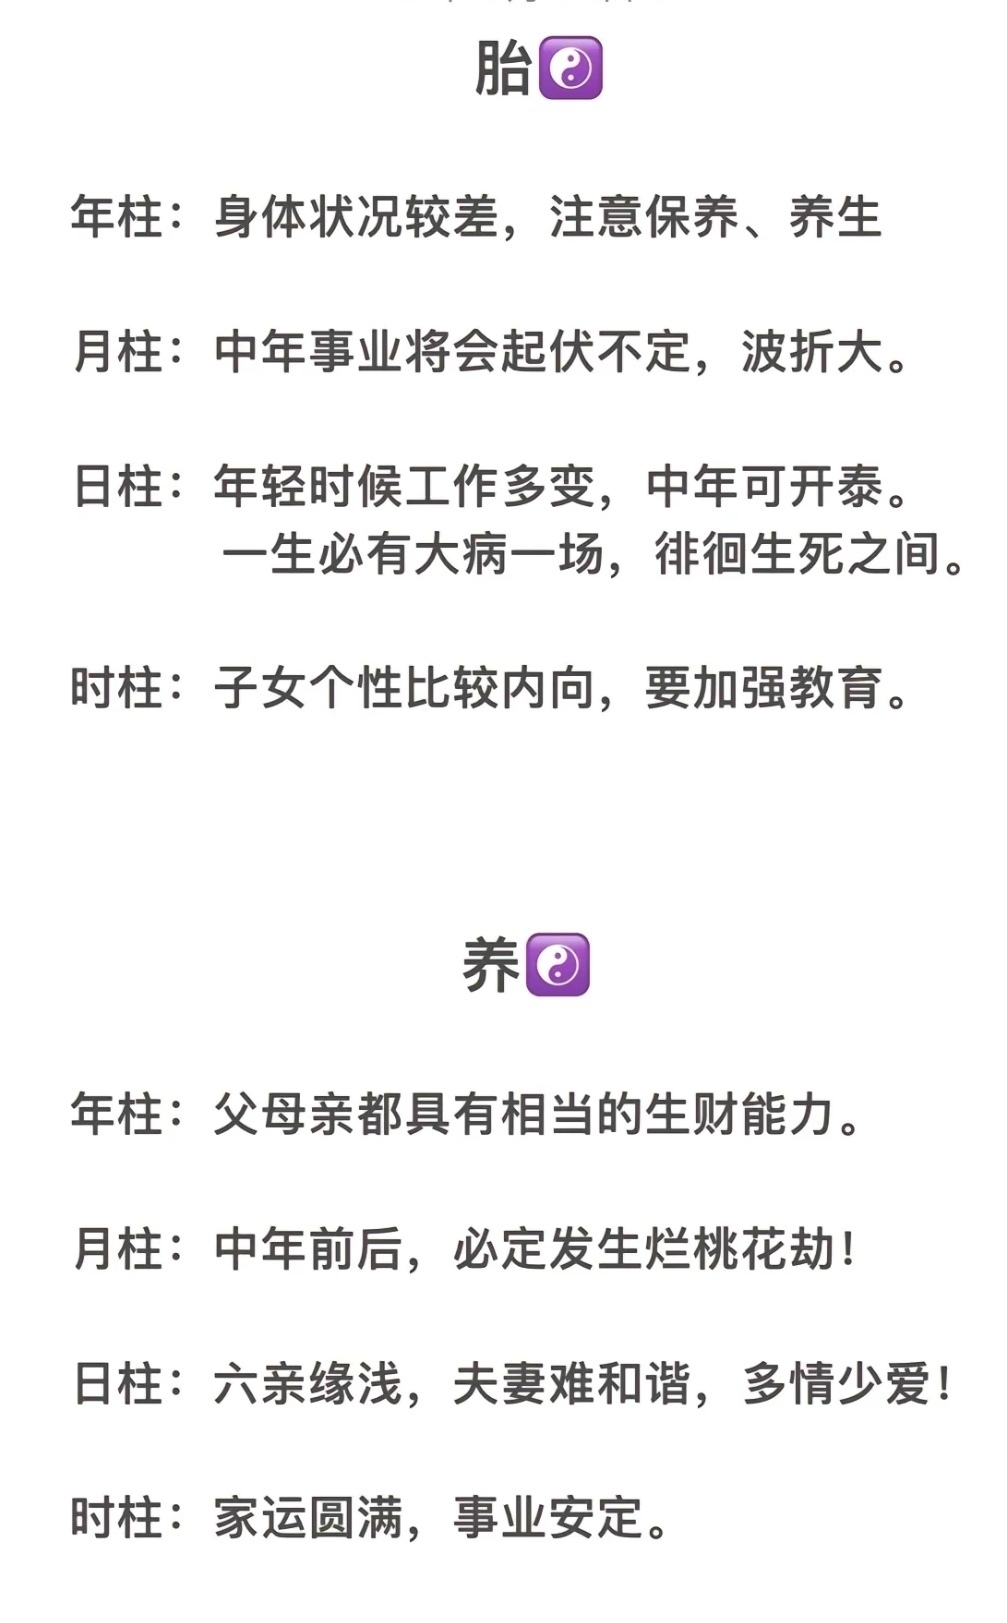 胎☯️
年柱：身体状况较差，注意保养、养生
月柱：中年事业将会起伏不定，波折大。
日柱：年轻时候工作多变，中年可开泰。
一生必有大病一场，徘徊生死之间。
时柱：子女个性比较内向，要加强教育。
养☯️
年柱：父母亲都具有相当的生财能力。
月柱：中年前后，必定发生烂桃花劫！
日柱：六亲缘浅，夫妻难和谐，多情少爱！
时柱：家运圆满，事业安定。